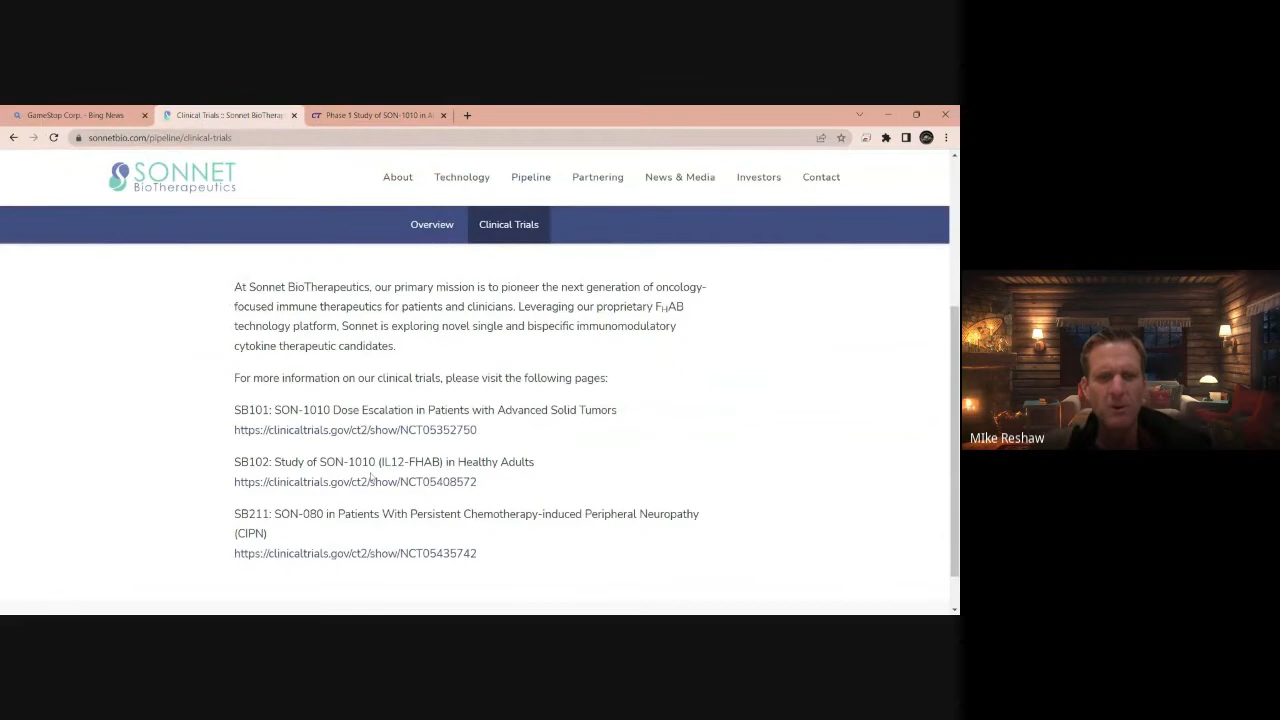 GameStop Corp. - Bing News
Clinical Trials :: Sonnet BioTherap
Phase 1 Study of SON-1010 in A
sonnetbio.com/pipeline/clinical-trials
SONNET
BioTherapeutics
About Technology Pipeline Partnering News & Media Investors Contact
Overview Clinical Trials
At Sonnet BioTherapeutics, our primary mission is to pioneer the next generation of oncology-
focused immune therapeutics for patients and clinicians. Leveraging our proprietary FHAB
technology platform, Sonnet is exploring novel single and bispecific immunomodulatory
cytokine therapeutic candidates.
For more information on our clinical trials, please visit the following pages:
SB101: SON-1010 Dose Escalation in Patients with Advanced Solid Tumors
https://clinicaltrials.gov/ct2/show/NCT05352750
SB102: Study of SON-1010 (IL12-FHAB) in Healthy Adults
https://clinicaltrials.gov/ct2/show/NCT05408572
SB211: SON-080 in Patients With Persistent Chemotherapy-induced Peripheral Neuropathy
(CIPN)
https://clinicaltrials.gov/ct2/show/NCT05435742
MIke Reshaw